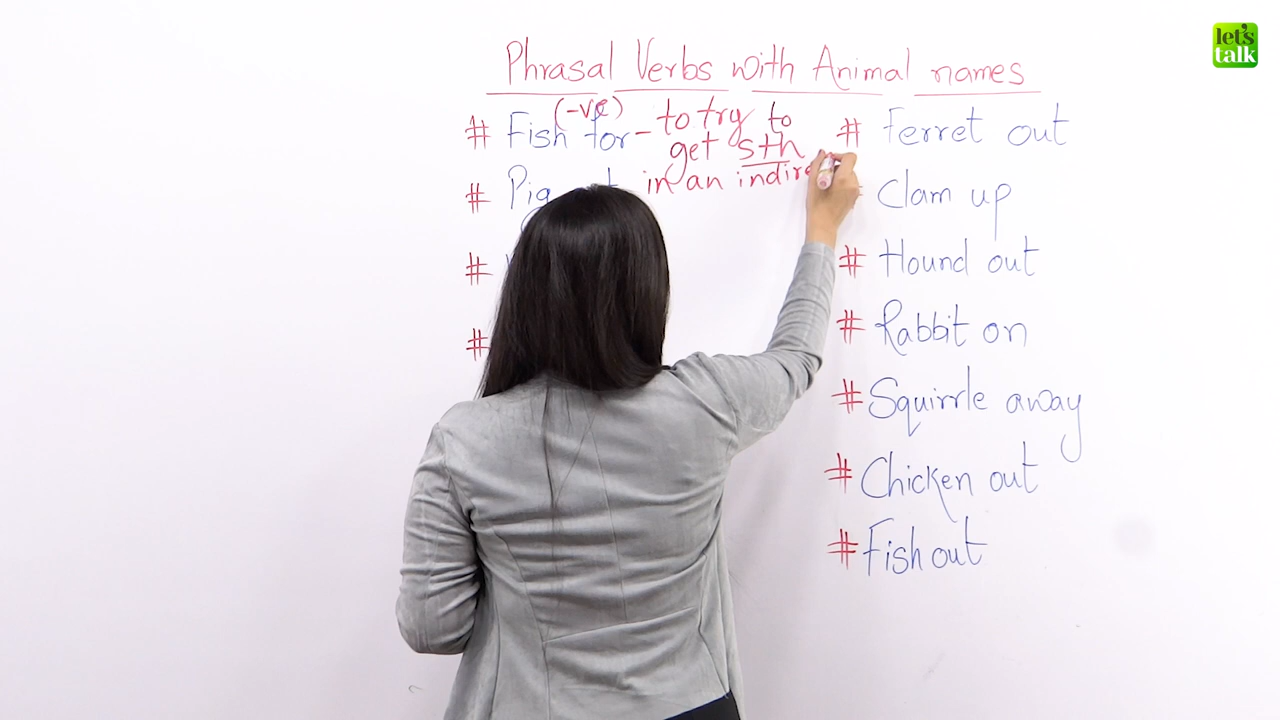 let's
talk
Phrasal Verbs with Animal names
(-ve)
# Fish for - to try to
get sth
in an indire
# Pig
#
#
# Ferret out
Clam up
# Hound out
# Rabbit on
# Squirrle away
# Chicken out
# Fish out